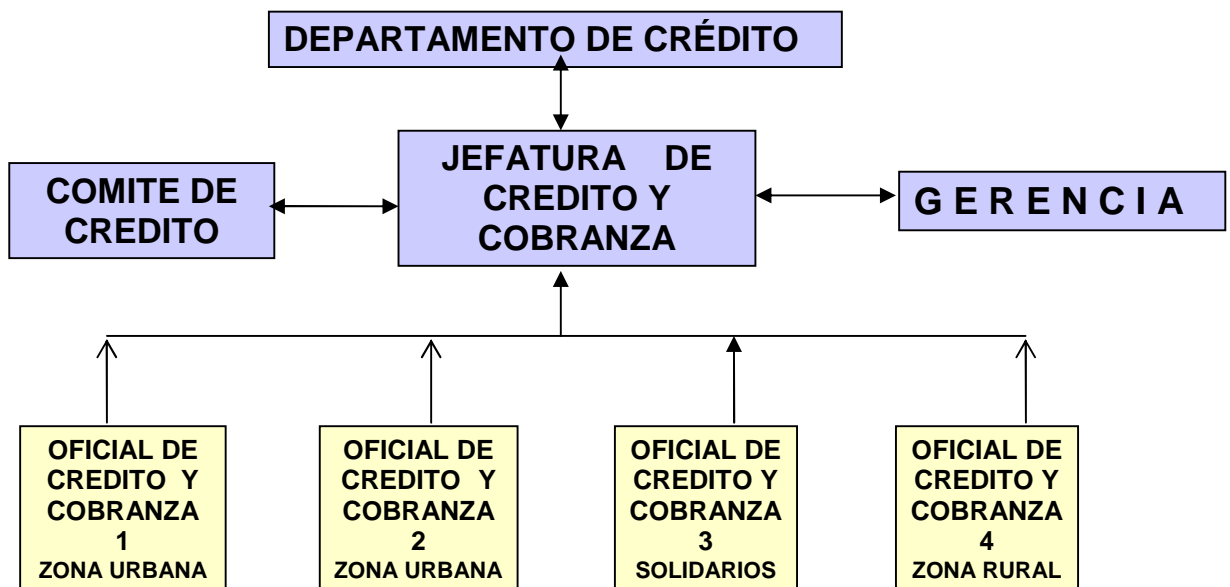 DEPARTAMENTO DE CRÉDITO
JEFATURA DE
CREDITO Y
COBRANZA
COMITE DE
CREDITO
G E R E N C I A
OFICIAL DE
CREDITO Y
COBRANZA
1
ZONA URBANA
OFICIAL DE
CREDITO Y
COBRANZA
2
ZONA URBANA
OFICIAL DE
CREDITO Y
COBRANZA
3
SOLIDARIOS
OFICIAL DE
CREDITO Y
COBRANZA
4
ZONA RURAL